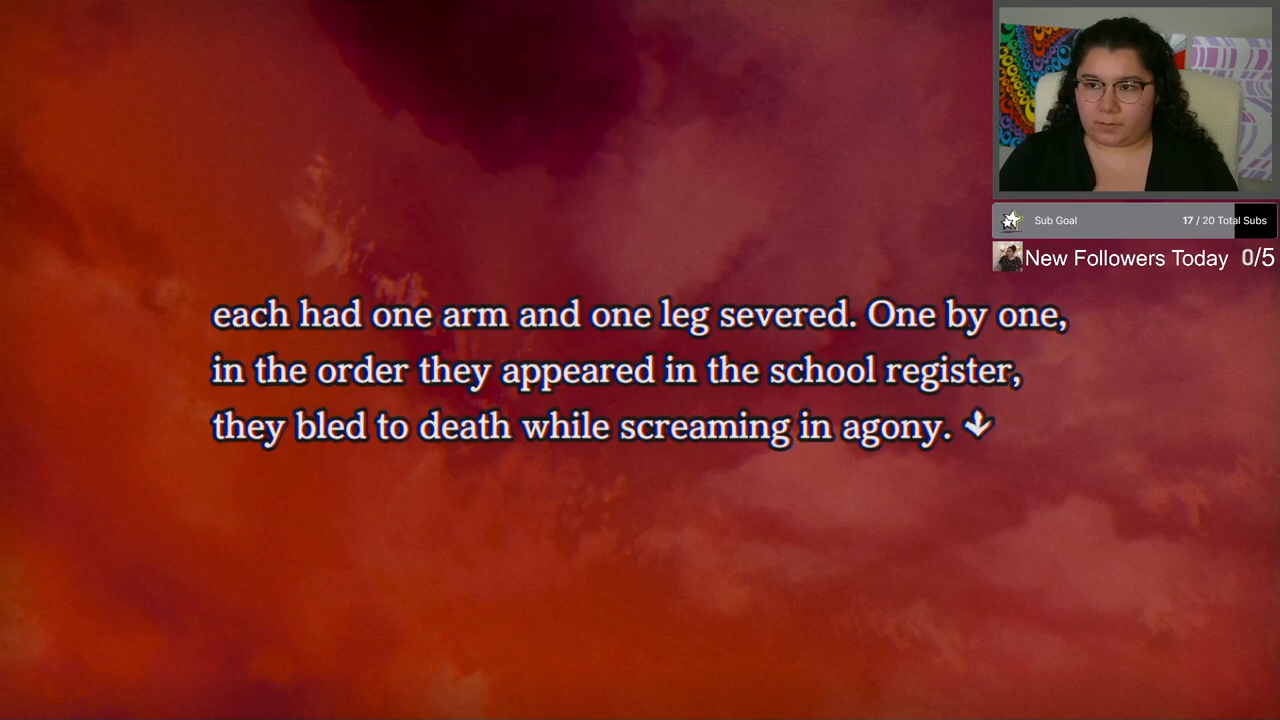 each had one arm and one leg severed. One by one,
in the order they appeared in the school register,
they bled to death while screaming in agony.
Sub Goal
17 / 20 Total Subs
New Followers Today 0/5